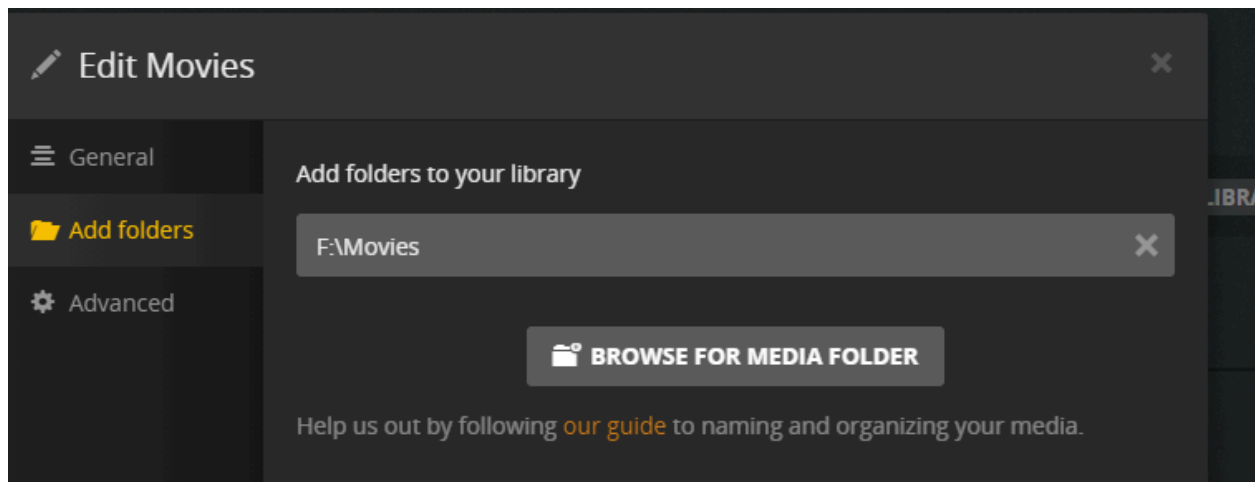 Edit Movies
General
Add folders
Advanced
Add folders to your library
F:\Movies
BROWSE FOR MEDIA FOLDER
Help us out by following our guide to naming and organizing your media.